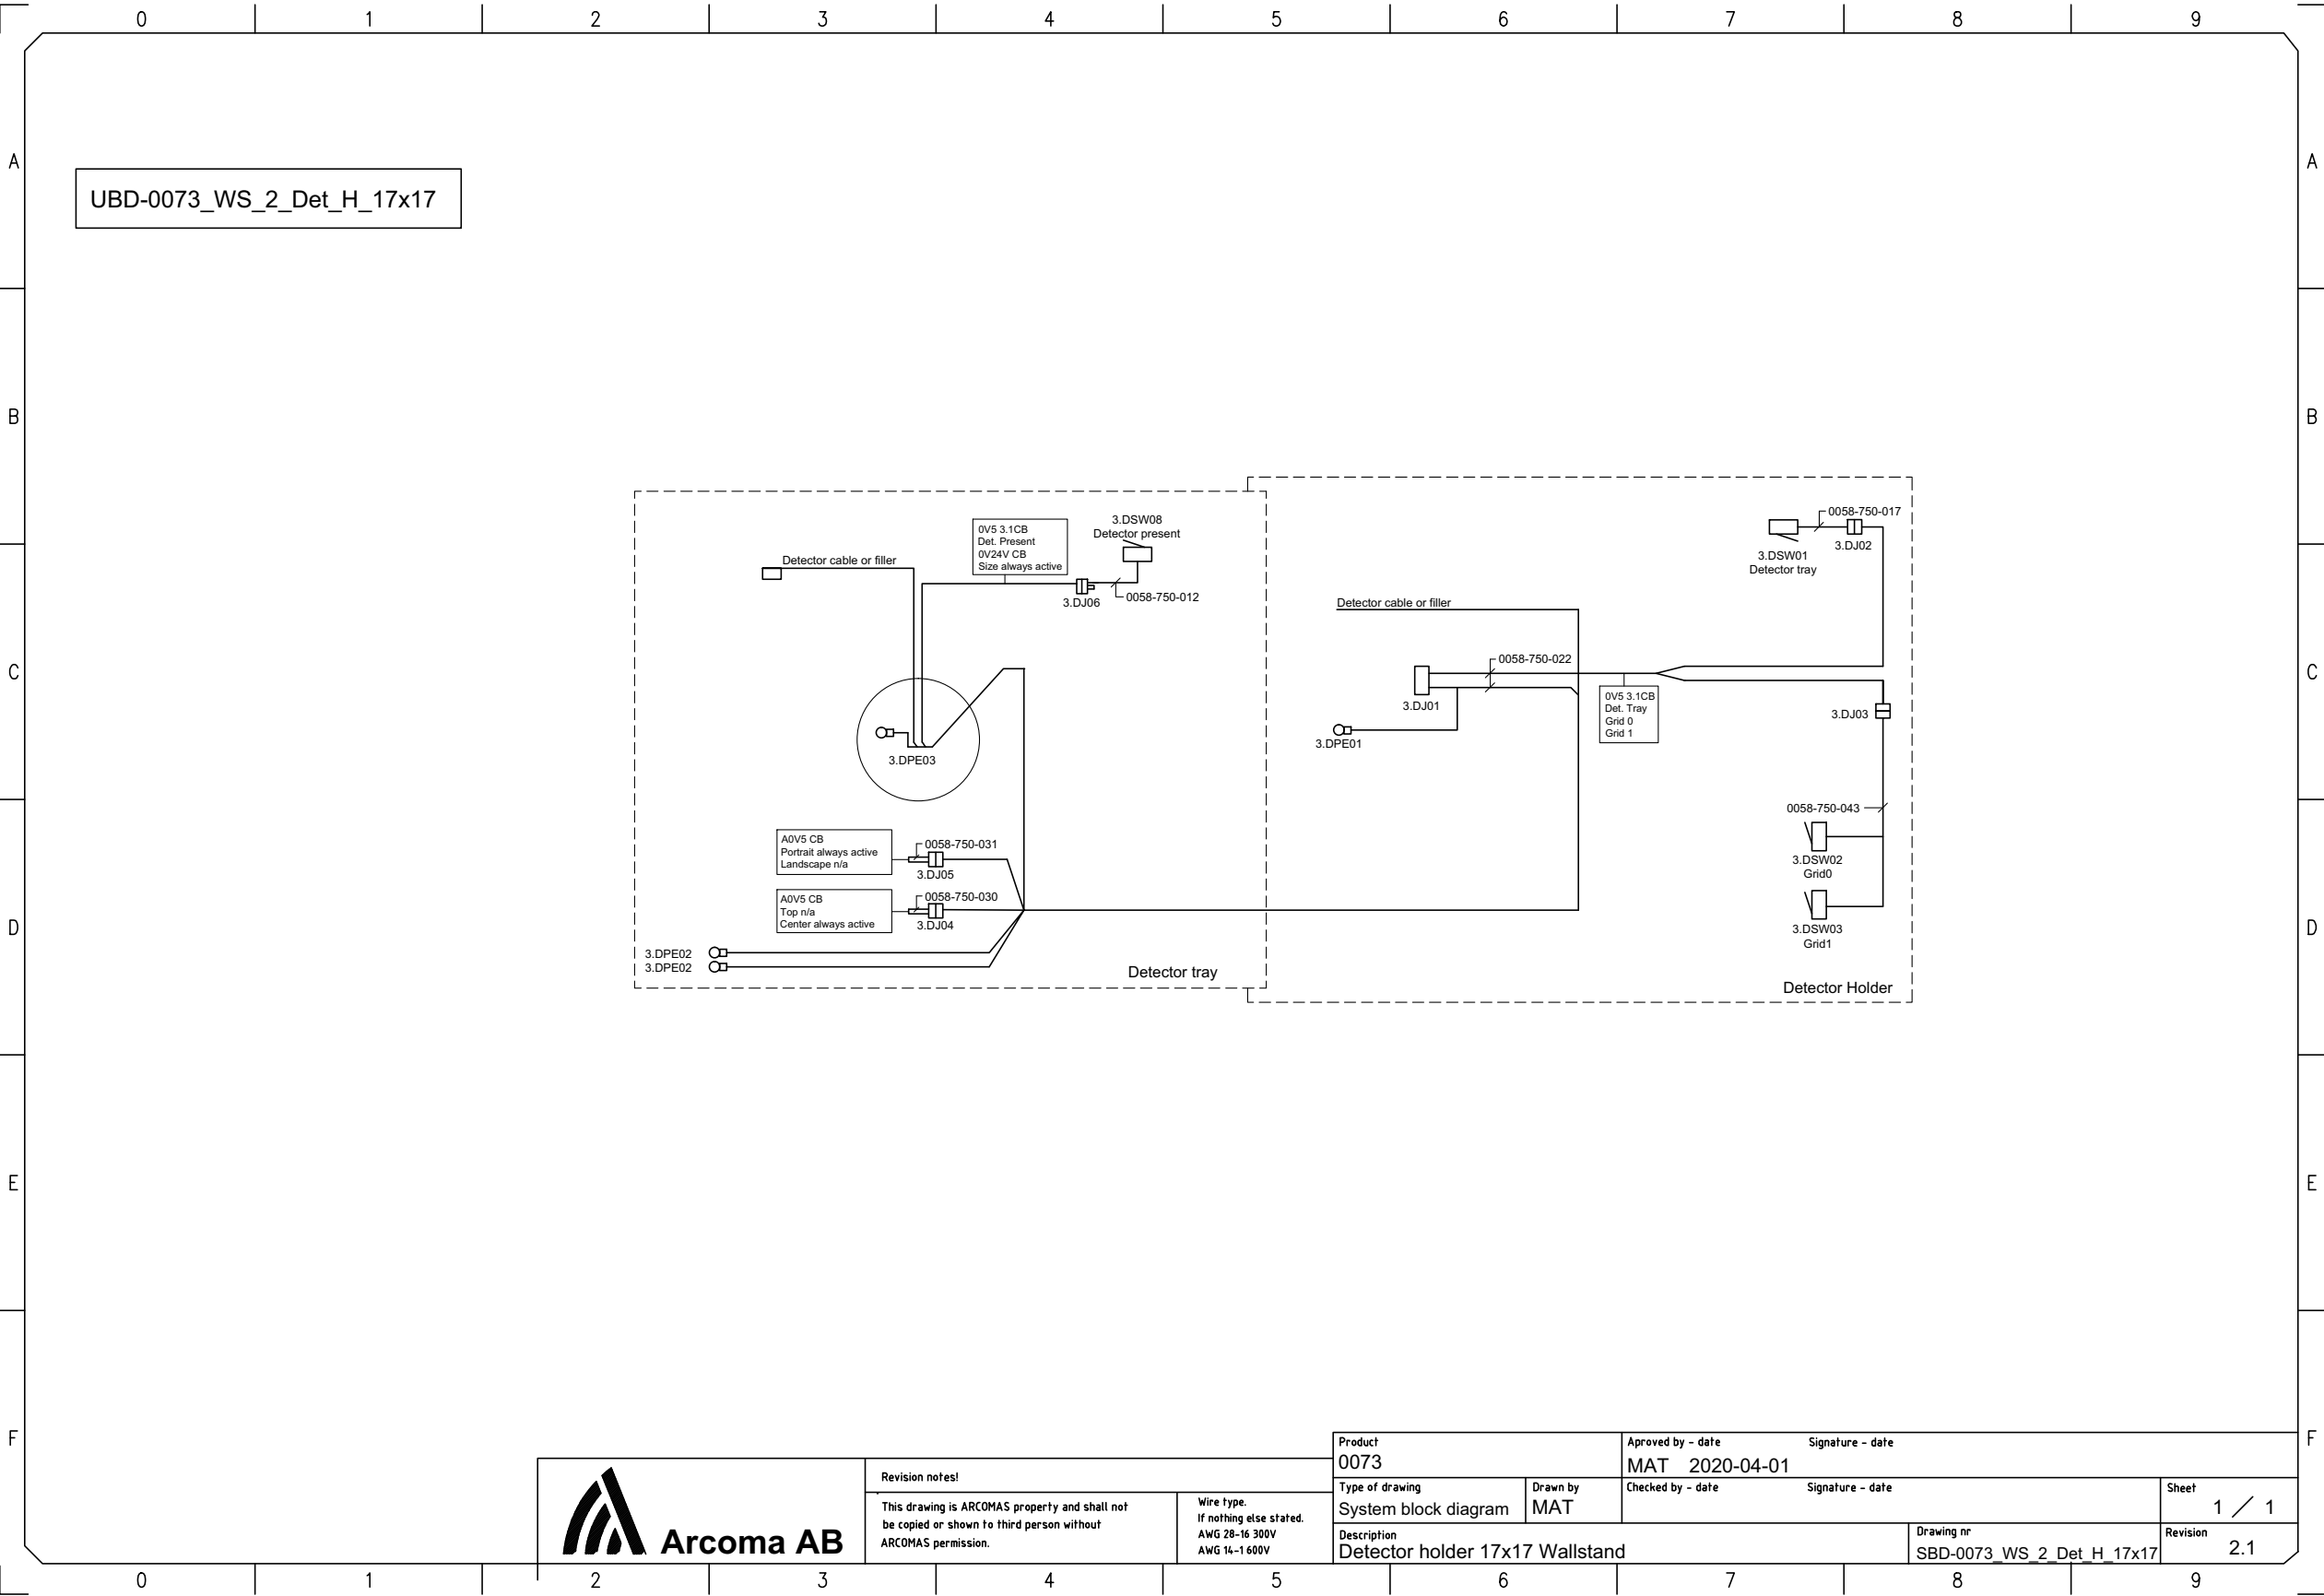 0 1 2 3 4 5 6 7 8 9
A A
UBD-0073_WS_2_Det_H_17x17
B B
0V5 3.1CB
Det. Present
0V24V CB
Size always active
3.DSW08
Detector present
0058-750-017
3.DJ02
3.DSW01
Detector tray
Detector cable or filler
3.DJ06
0058-750-012
Detector cable or filler
C C
0058-750-022
3.DJ01
0V5 3.1CB
Det. Tray
Grid 0
Grid 1
3.DJ03
3.DPE01
3.DPE03
0058-750-043
A0V5 CB
Portrait always active
Landscape n/a
0058-750-031
3.DJ05
3.DSW02
Grid0
A0V5 CB
Top n/a
Center always active
0058-750-030
3.DJ04
D D
3.DSW03
Grid1
3.DPE02
3.DPE02
Detector tray
Detector Holder
E E
F F
Product
0073
Aproved by - date Signature - date
MAT 2020-04-01
Type of drawing
System block diagram
Drawn by
MAT
Checked by - date Signature - date
Sheet
1 / 1
Description
Detector holder 17x17 Wallstand
Drawing nr
SBD-0073_WS_2_Det_H_17x17
Revision
2.1
Arcoma AB
Revision notes!
This drawing is ARCOMAS property and shall not
be copied or shown to third person without
ARCOMAS permission.
Wire type.
If nothing else stated.
AWG 28-16 300V
AWG 14-1 600V
0 1 2 3 4 5 6 7 8 9